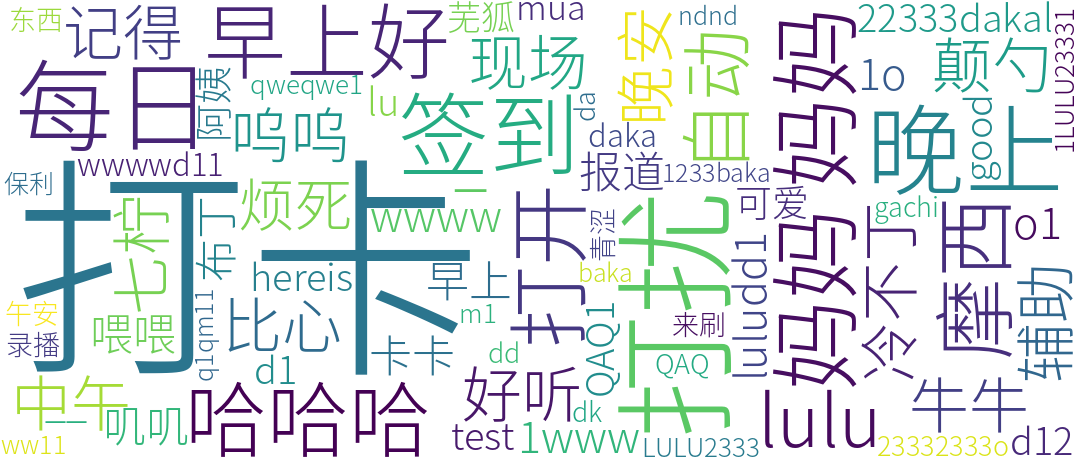 东西
记得
早上好
芜狐
mua
ndnd
22333dakal
1LULU23331
每日
阿姨
qweqwe1
lu
现场
晚安
自动
妈妈
妈妈
1o
颠勺
呜呜
签到
da
daka
晚上
good
wwwwd11
保利
报道
1233baka
可爱
gachi
打卡
七柠
布丁
烦死
一
wwww
打开
青涩
打扰
冷不丁
摩西
o1
hereis
早上
baka
luludd1
辅助
午安
录播
喂喂
q1qm11
比心
m1
来刷
d1
卡卡
dd
QAQ1
QAQ
中午
一一
叽叽
哈哈哈
好听
dk
lulu
牛牛
ww11
test
1www
LULU2333
23332333o
d12